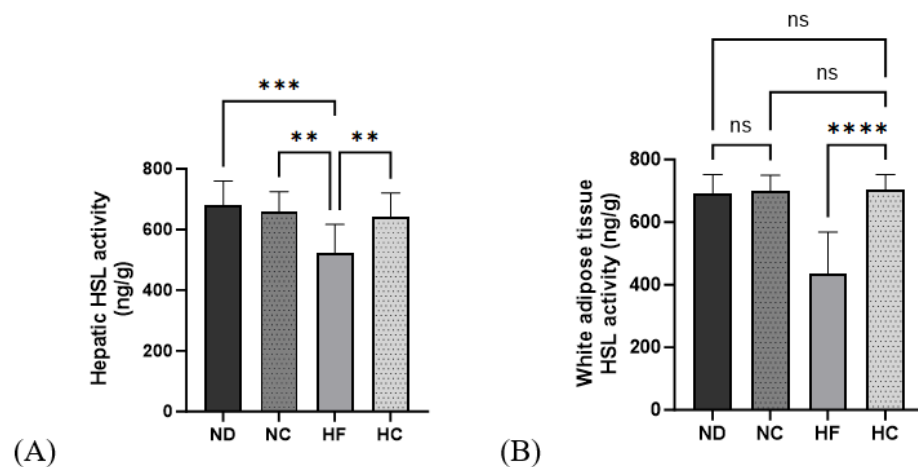 ***
**
**
800
600
400
200
0
Hepatic HSL activity
(ng/g)
ND
NC
HF
HC
(A)
ns
ns
ns
****
800
600
400
200
0
White adipose tissue
HSL activity (ng/g)
ND
NC
HF
HC
(B)